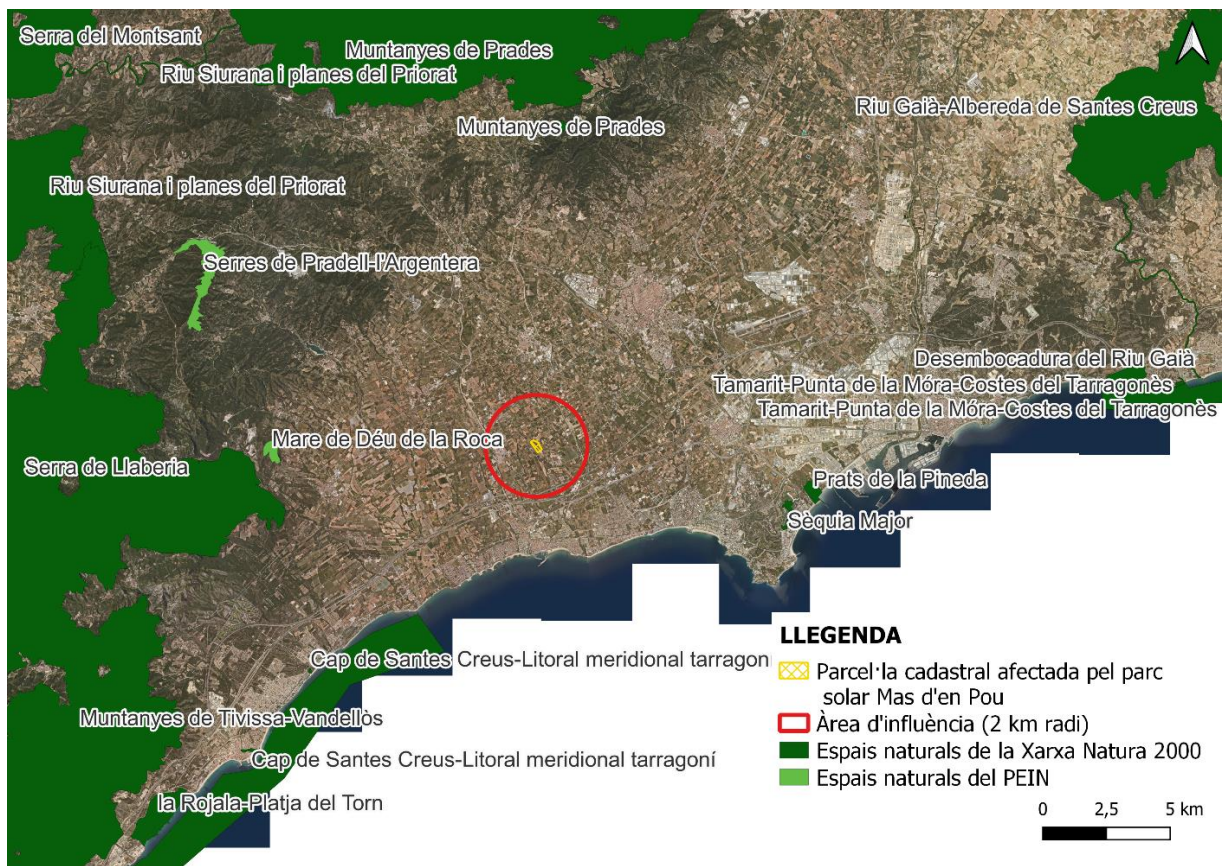 Serra del Montsant
Muntanyes de Prades
Riu Siurana i planes del Priorat
Riu Gaià-Albereda de Santes Creus
Muntanyes de Prades
Riu Siurana i planes del Priorat
Serres de Pradell-l'Argentera
Desembocadura del Riu Gaià
Tamarit-Punta de la Móra-Costes del Tarragonès
Tamarit-Punta de la Móra-Costes del Tarragonès
Mare de Déu de la Roca
Serra de Llaberia
Prats de la Pineda
Sèquia Major
Cap de Santes Creus-Litoral meridional tarragoní
Muntanyes de Tivissa-Vandellòs
Cap de Santes Creus-Litoral meridional tarragoní
la Rojala-Platja del Torn
LLEGENDA
Parcel·la cadastral afectada pel parc
solar Mas d'en Pou
Àrea d'influència (2 km radi)
Espais naturals de la Xarxa Natura 2000
Espais naturals del PEIN
0 2,5 5 km